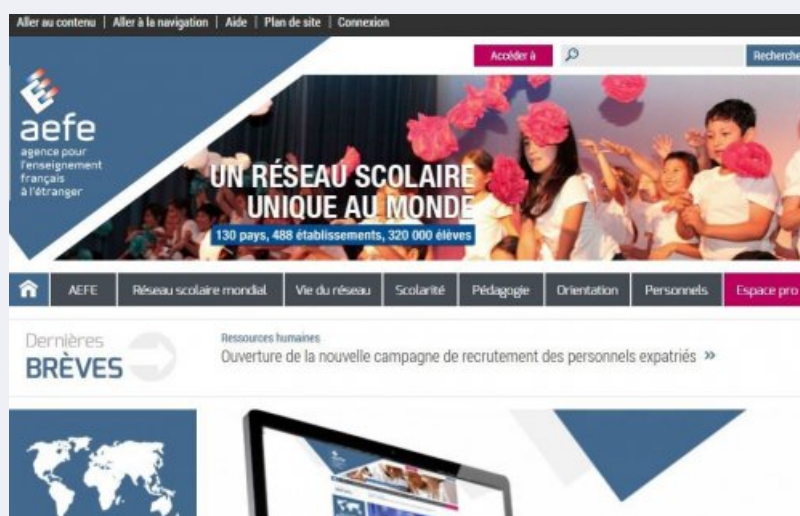 Aller au contenu | Aller à la navigation | Aide | Plan de site | Connexion
Accéder à
Recherche
aefe
agence pour
l'enseignement
français
à l'étranger
UN RÉSEAU SCOLAIRE
UNIQUE AU MONDE
130 pays, 488 établissements, 320 000 élèves
AEFE Réseau scolaire mondial Vie du réseau Scolarité Pédagogie Orientation Personnels Espace pro
Dernières
BRÈVES
Ressources humaines
Ouverture de la nouvelle campagne de recrutement des personnels expatriés »